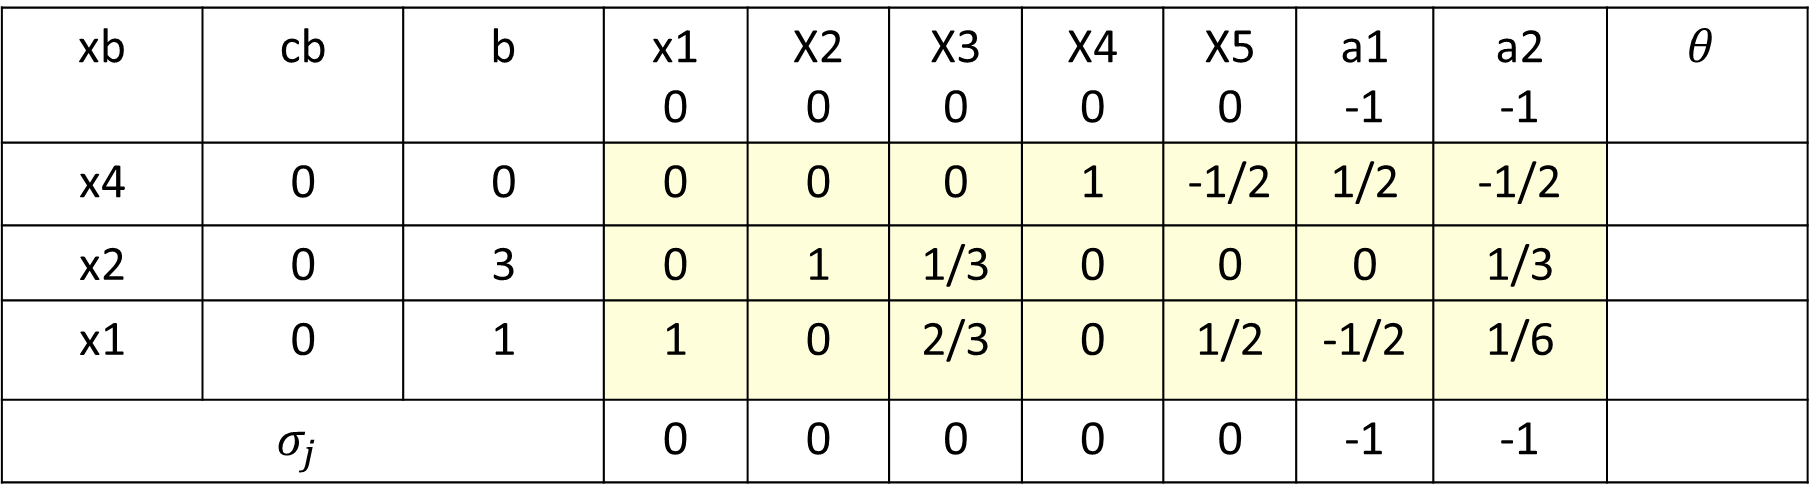 xb cb b x1 X2 X3 X4 X5 a1 a2 θ
0 0 0 0 0 -1 -1
x4 0 0 0 0 0 1 -1/2 1/2 -1/2
x2 0 3 0 1 1/3 0 0 0 1/3
x1 0 1 1 0 2/3 0 1/2 -1/2 1/6
σj 0 0 0 0 0 -1 -1